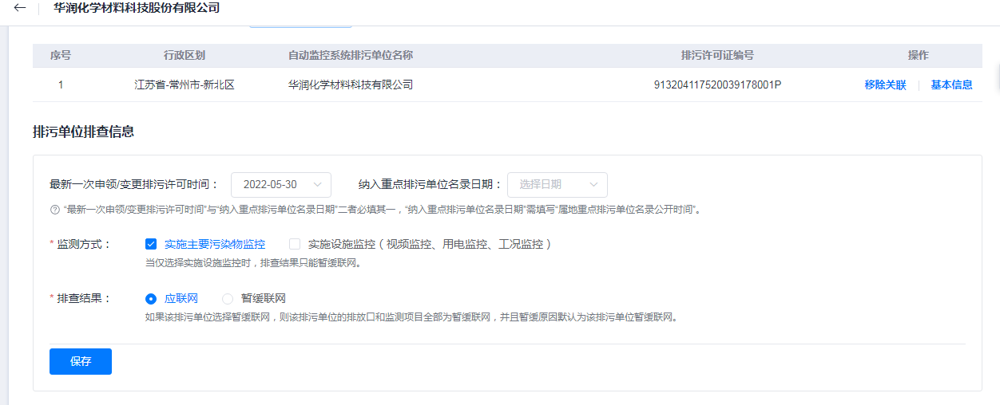 华润化学材料科技股份有限公司
序号 行政区划 自动监控系统排污单位名称 排污许可证编号 操作
1 江苏省-常州市-新北区 华润化学材料科技有限公司 913204117520039178001P 移除关联 基本信息
排污单位排查信息
最新一次申领/变更排污许可时间： 2022-05-30 纳入重点排污单位名录日期： 选择日期
“最新一次申领/变更排污许可时间”与“纳入重点排污单位名录日期”二者必填其一，“纳入重点排污单位名录日期”需填写“属地重点排污单位名录公开时间”。
* 监测方式： 实施主要污染物监控 实施设施监控（视频监控、用电监控、工况监控）
当仅选择实施设施监控时，排查结果只能暂缓联网。
* 排查结果： 应联网 暂缓联网
如果该排污单位选择暂缓联网，则该排污单位的排放口和监测项目全部为暂缓联网，并且暂缓原因默认为该排污单位暂缓联网。
保存